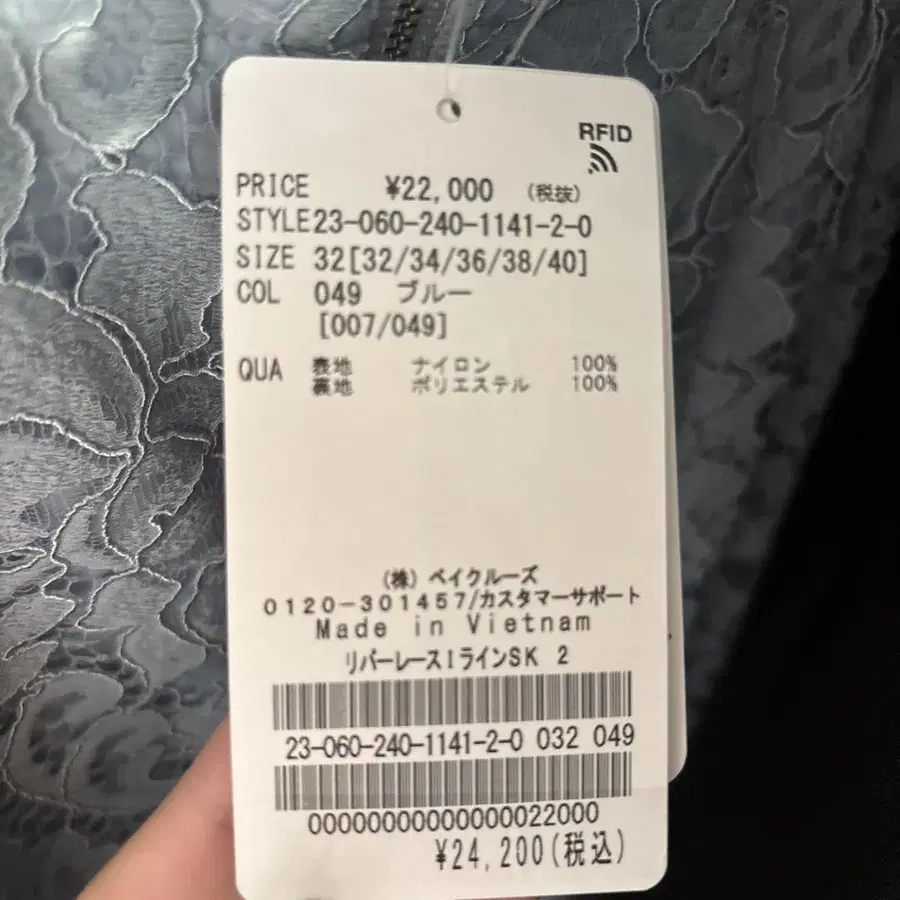 RFID
PRICE ¥22,000 (税抜)
STYLE23-060-240-1141-2-0
SIZE 32[32/34/36/38/40]
COL 049 ブルー
[007/049]
QUA 表地 ナイロン 100%
裏地 ポリエステル 100%
(株) ベイクルーズ
0120-301457/カスタマーサポート
Made in Vietnam
リバーレースIラインSK 2
23-060-240-1141-2-0 032 049
00000000000000022000
¥24,200(税込)